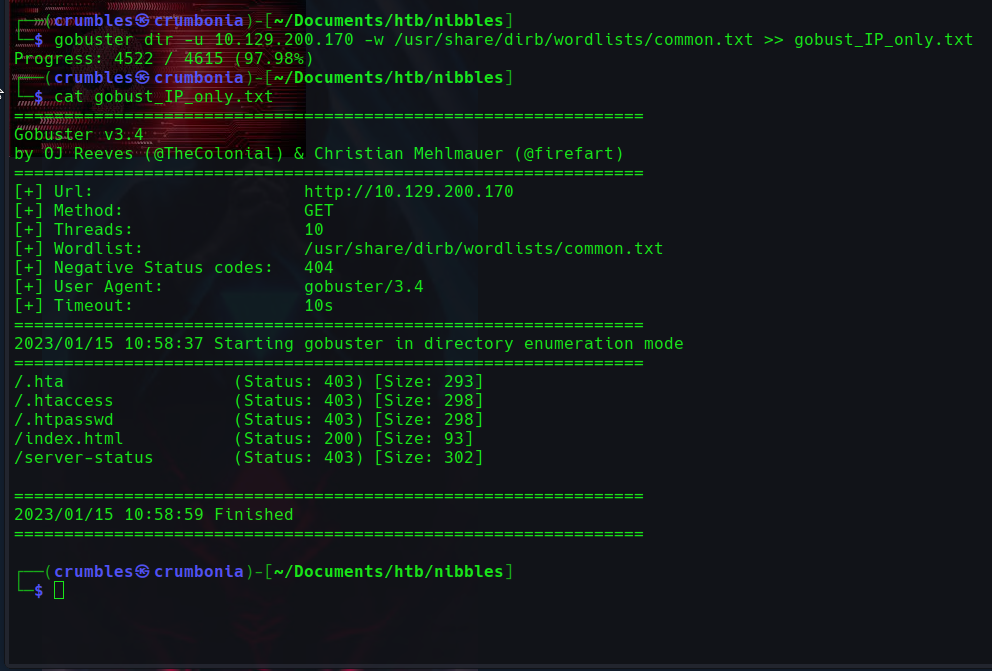 ┌──(crumbles㉿crumbonia)-[~/Documents/htb/nibbles]
└─$ gobuster dir -u 10.129.200.170 -w /usr/share/dirb/wordlists/common.txt >> gobust_IP_only.txt
Progress: 4522 / 4615 (97.98%)
┌──(crumbles㉿crumbonia)-[~/Documents/htb/nibbles]
└─$ cat gobust_IP_only.txt
===============================================================
Gobuster v3.4
by OJ Reeves (@TheColonial) & Christian Mehlmauer (@firefart)
===============================================================
[+] Url:                     http://10.129.200.170
[+] Method:                  GET
[+] Threads:                 10
[+] Wordlist:                /usr/share/dirb/wordlists/common.txt
[+] Negative Status codes:   404
[+] User Agent:              gobuster/3.4
[+] Timeout:                 10s
===============================================================
2023/01/15 10:58:37 Starting gobuster in directory enumeration mode
===============================================================
/.hta                 (Status: 403) [Size: 293]
/.htaccess            (Status: 403) [Size: 298]
/.htpasswd            (Status: 403) [Size: 298]
/index.html           (Status: 200) [Size: 93]
/server-status        (Status: 403) [Size: 302]

===============================================================
2023/01/15 10:58:59 Finished
===============================================================

┌──(crumbles㉿crumbonia)-[~/Documents/htb/nibbles]
└─$